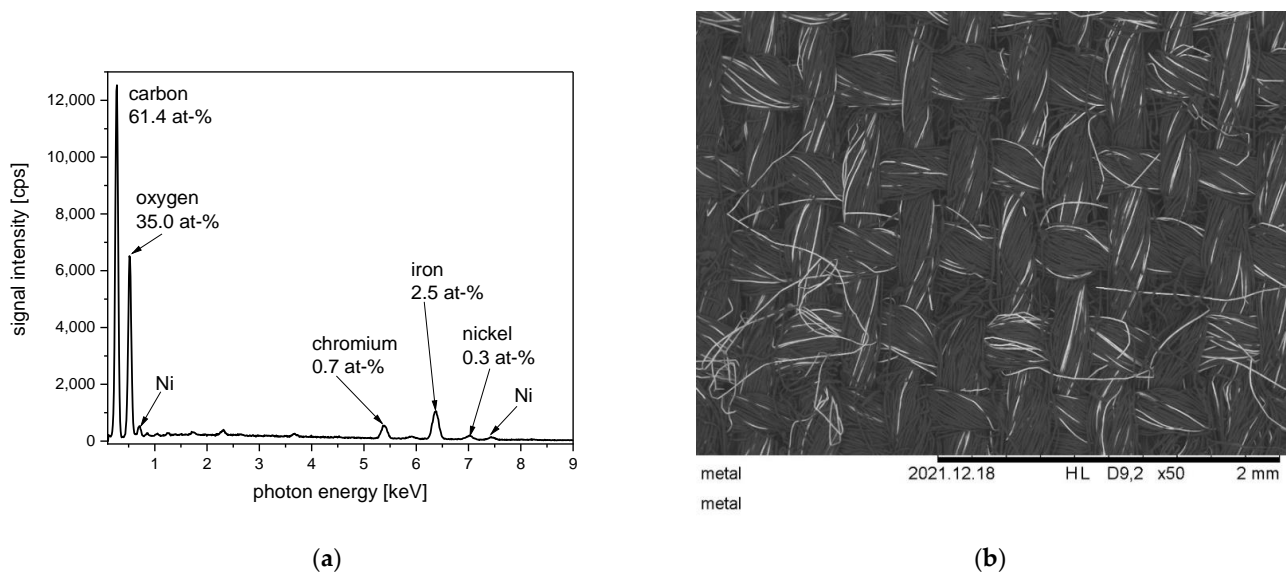 12,000
10,000
8,000
6,000
4,000
2,000
0
signal intensity [cps]
carbon
61.4 at-%
oxygen
35.0 at-%
Ni
chromium
0.7 at-%
iron
2.5 at-%
nickel
0.3 at-%
Ni
1 2 3 4 5 6 7 8 9
photon energy [keV]
(a)
metal 2021.12.18 HL D9,2 x50 2 mm
metal
(b)